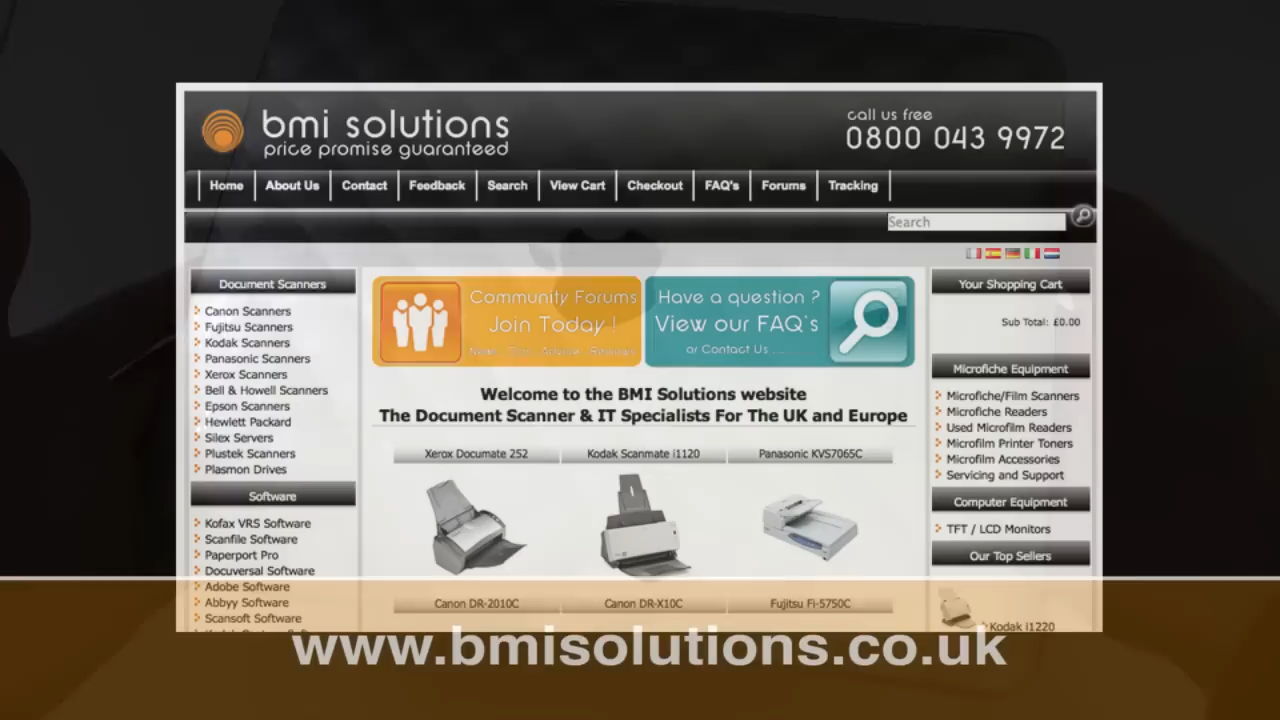 bmi solutions
price promise guaranteed
call us free
0800 043 9972
Home About Us Contact Feedback Search View Cart Checkout FAQ's Forums Tracking
Search
Document Scanners
Canon Scanners
Fujitsu Scanners
Kodak Scanners
Panasonic Scanners
Xerox Scanners
Bell & Howell Scanners
Epson Scanners
Hewlett Packard
Silex Servers
Plustek Scanners
Plasmon Drives
Software
Kofax VRS Software
Scanfile Software
Paperport Pro
Docuversal Software
Adobe Software
Abbyy Software
Scansoft Software
Community Forums
Join Today !
Have a question ?
View our FAQ's
or Contact Us ....
Welcome to the BMI Solutions website
The Document Scanner & IT Specialists For The UK and Europe
Xerox Documate 252 Kodak Scanmate i1120 Panasonic KVS7065C
Canon DR-2010C Canon DR-X10C Fujitsu Fi-5750C
Your Shopping Cart
Sub Total: £0.00
Microfiche Equipment
Microfiche/Film Scanners
Microfiche Readers
Used Microfilm Readers
Microfilm Printer Toners
Microfilm Accessories
Servicing and Support
Computer Equipment
TFT / LCD Monitors
Our Top Sellers
Kodak i1220
www.bmisolutions.co.uk